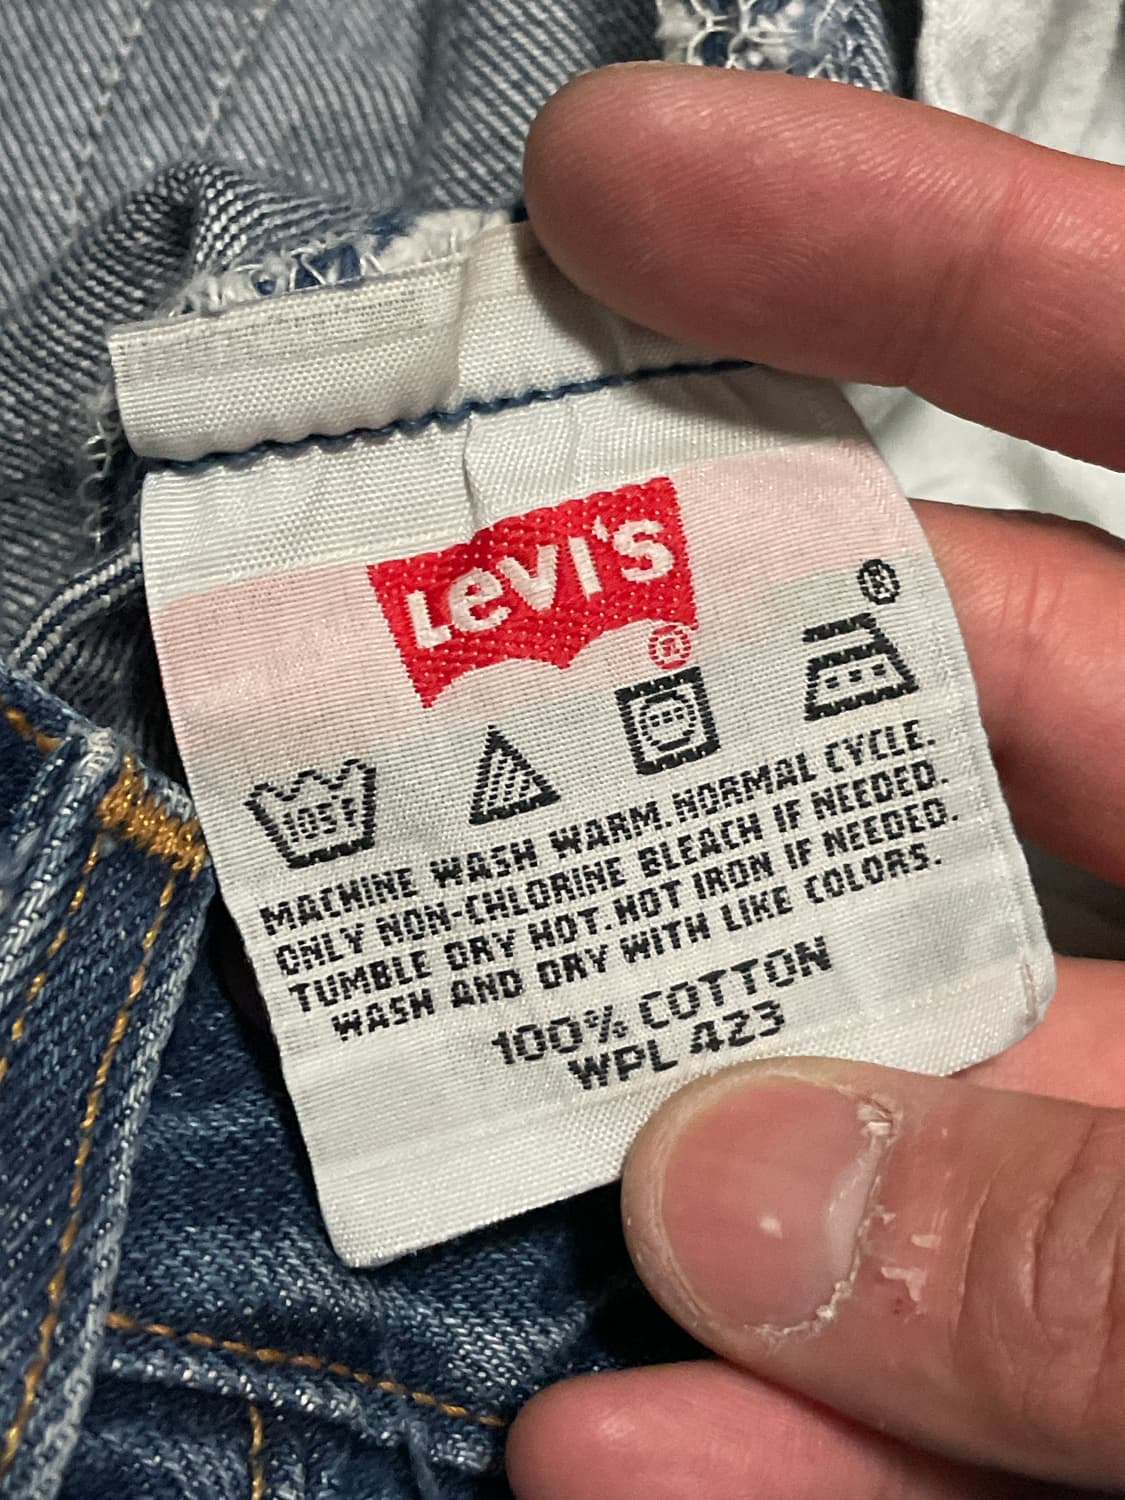 Levi's
®
®
105F
MACHINE WASH WARM. NORMAL CYCLE.
ONLY NON-CHLORINE BLEACH IF NEEDED.
TUMBLE DRY HOT. HOT IRON IF NEEDED.
WASH AND DRY WITH LIKE COLORS.
100% COTTON
WPL 423